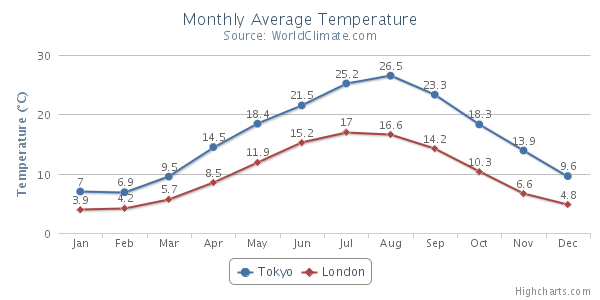 Monthly Average Temperature
Source: WorldClimate.com
Temperature (°C)
30
20
10
0
7 6.9 9.5 14.5 18.4 21.5 25.2 26.5 23.3 18.3 13.9 9.6
3.9 4.2 5.7 8.5 11.9 15.2 17 16.6 14.2 10.3 6.6 4.8
Jan Feb Mar Apr May Jun Jul Aug Sep Oct Nov Dec
Tokyo London
Highcharts.com